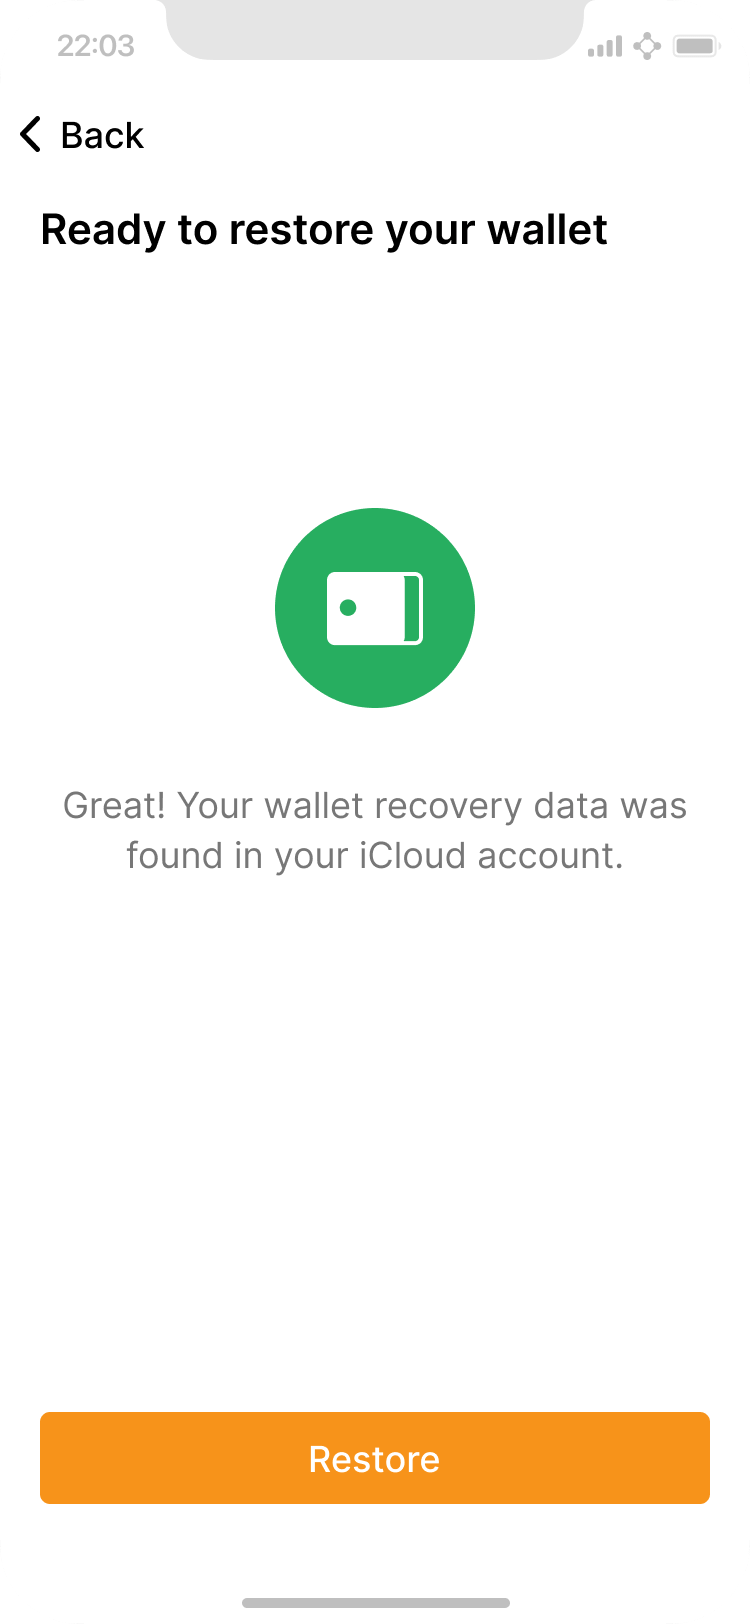 22:03
Back
Ready to restore your wallet
Great! Your wallet recovery data was
found in your iCloud account.
Restore